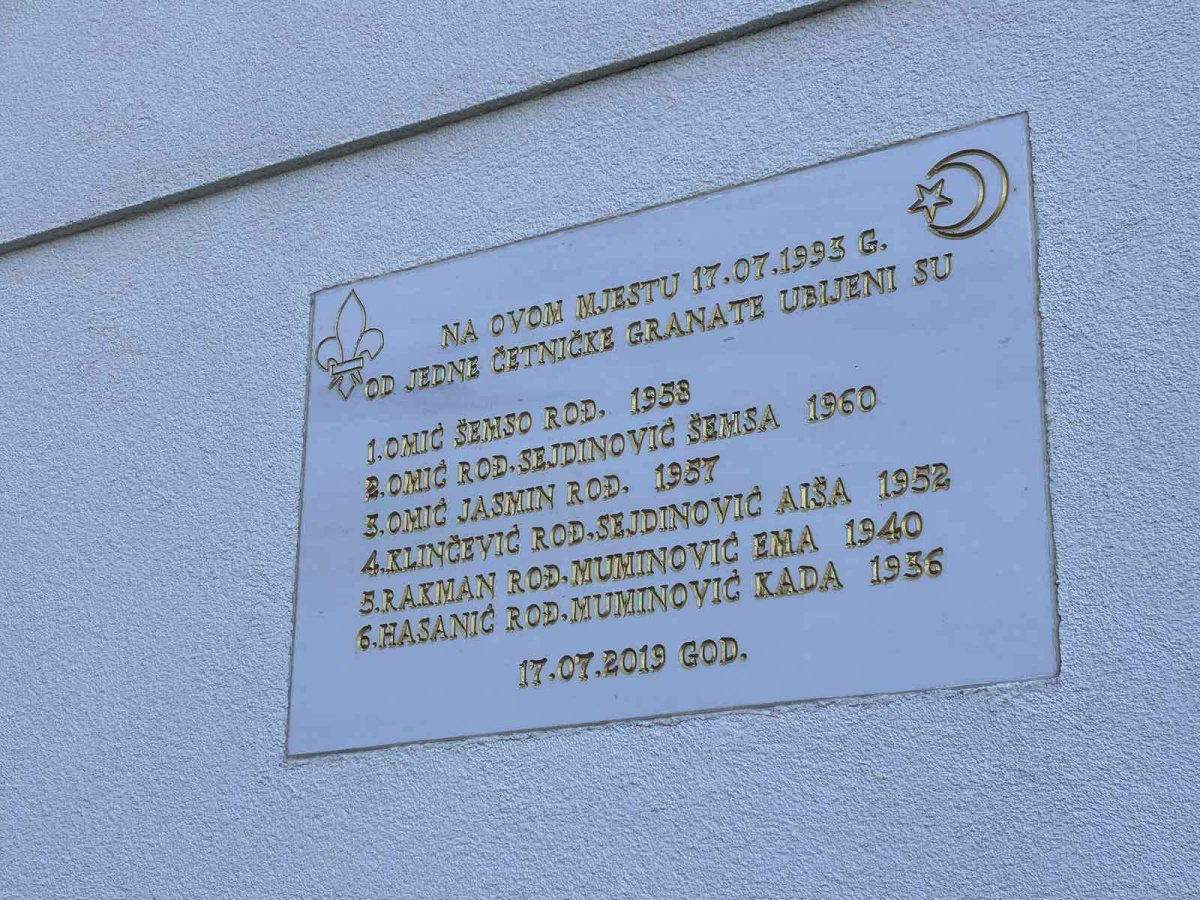 NA OVOM MJESTU 17.07.1993 G.
OD JEDNE ČETNIČKE GRANATE UBIJENI SU
1.OMIĆ ŠEMSO ROĐ. 1958
2.OMIĆ ROĐ.SEJDINOVIĆ ŠEMSA 1960
3.OMIĆ JASMIN ROĐ. 1957
4.KLINČEVIĆ ROĐ.SEJDINOVIĆ AIŠA 1952
5.RAKMAN ROĐ.MUMINOVIĆ EMA 1940
6.HASANIĆ ROĐ.MUMINOVIĆ KADA 1936
17.07.2019 GOD.